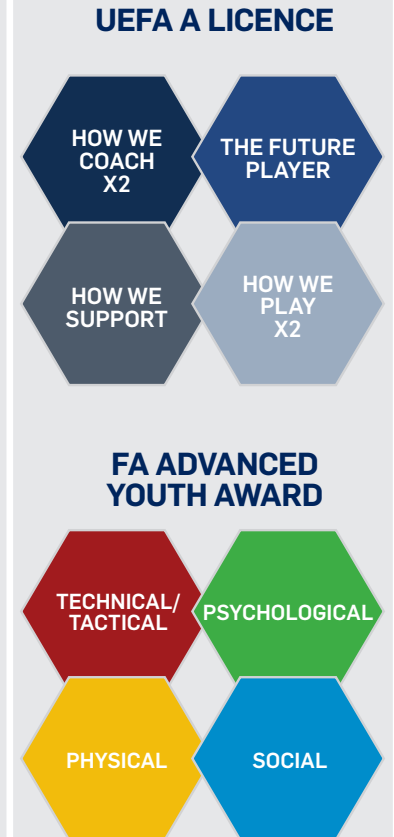 UEFA A LICENCE
HOW WE
COACH
X2
THE FUTURE
PLAYER
HOW WE
SUPPORT
HOW WE
PLAY
X2
FA ADVANCED
YOUTH AWARD
TECHNICAL/
TACTICAL
PSYCHOLOGICAL
PHYSICAL
SOCIAL